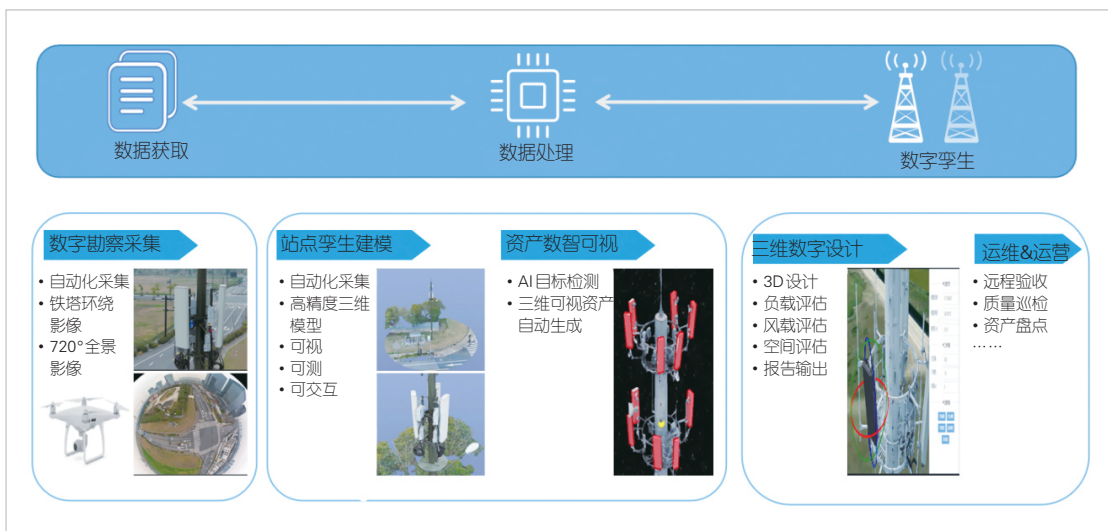 数据获取
数据处理
数字孪生
数字勘察采集
• 自动化采集
• 铁塔环绕
影像
• 720°全景
影像
站点孪生建模
• 自动化采集
• 高精度三维
模型
• 可视
• 可测
• 可交互
资产数智可视
• AI目标检测
• 三维可视资产
自动生成
三维数字设计
• 3D设计
• 负载评估
• 风载评估
• 空间评估
• 报告输出
运维&运营
• 远程验收
• 质量巡检
• 资产盘点
……